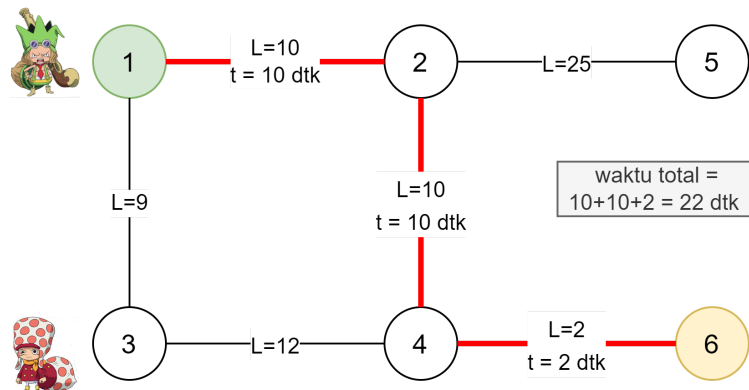 1
L=10
t = 10 dtk
2
L=25
5
L=9
L=10
t = 10 dtk
waktu total =
10+10+2 = 22 dtk
3
L=12
4
L=2
t = 2 dtk
6